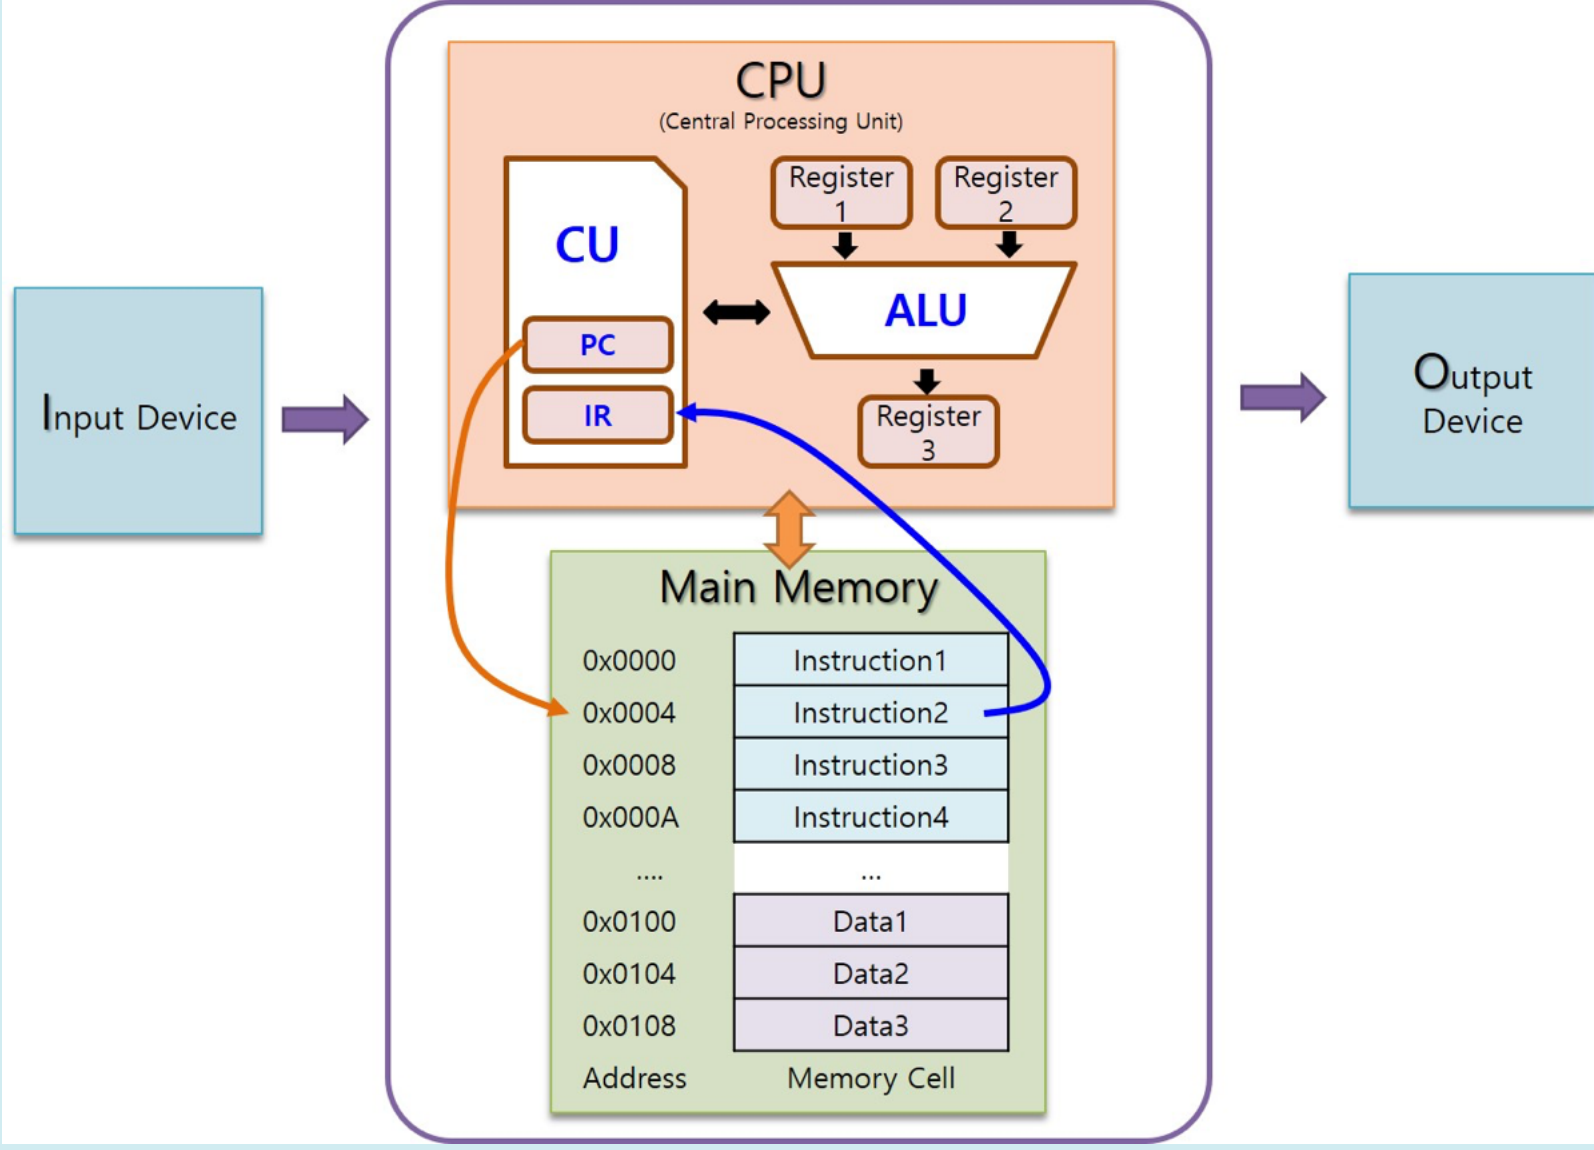 CPU
(Central Processing Unit)
CU
PC
IR
Register
1
Register
2
ALU
Register
3
Input Device
Output
Device
Main Memory
0x0000 Instruction1
0x0004 Instruction2
0x0008 Instruction3
0x000A Instruction4
.... ...
0x0100 Data1
0x0104 Data2
0x0108 Data3
Address Memory Cell